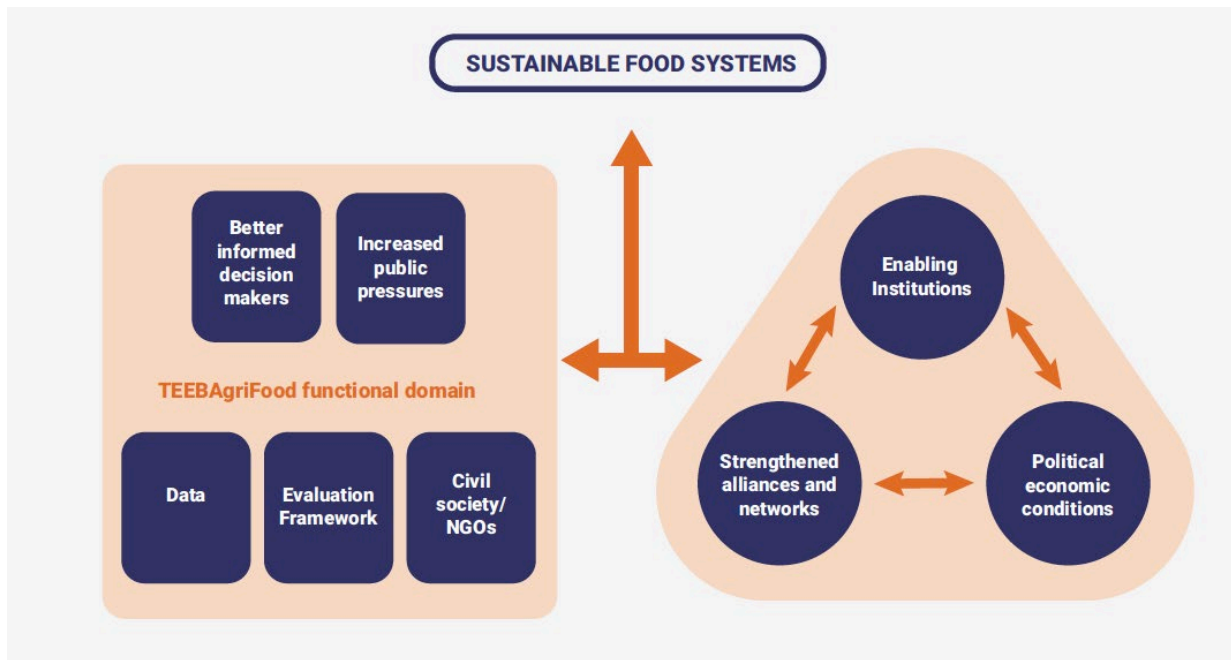 SUSTAINABLE FOOD SYSTEMS
Better
informed
decision
makers
Increased
public
pressures
TEEBAgriFood functional domain
Data
Evaluation
Framework
Civil
society/
NGOs
Enabling
Institutions
Strengthened
alliances and
networks
Political
economic
conditions